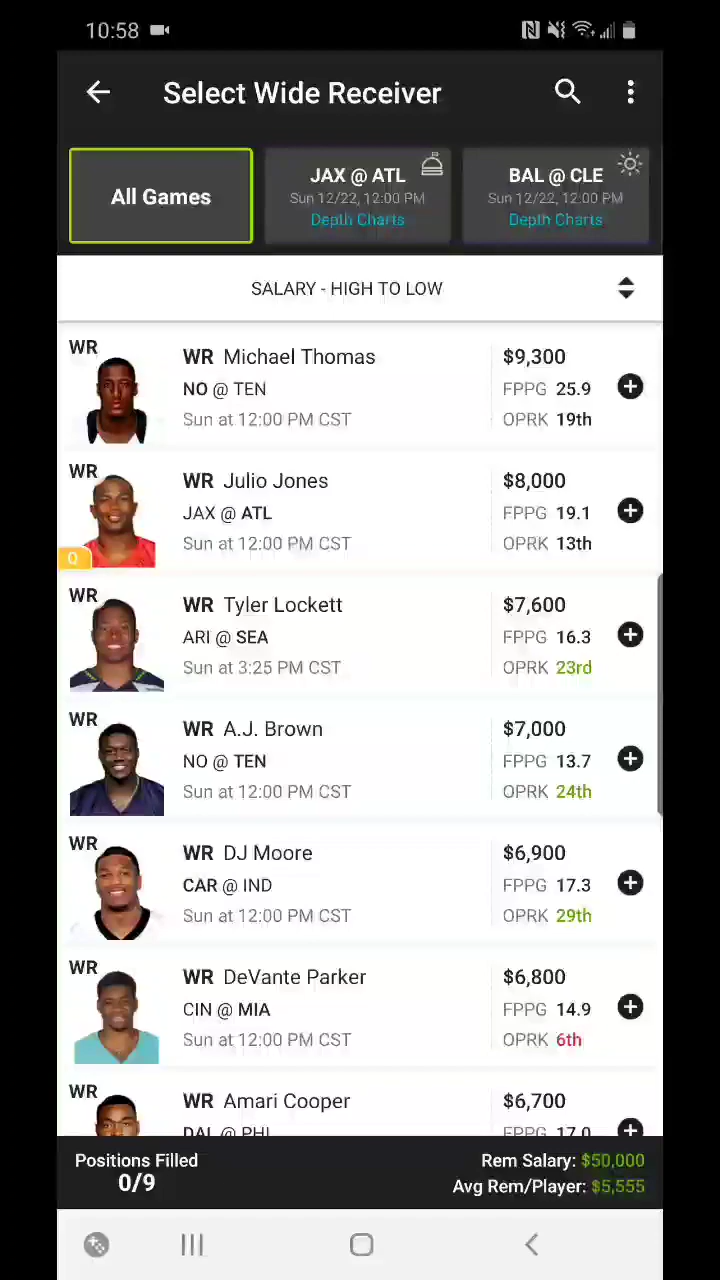 10:58
Select Wide Receiver
All Games
JAX @ ATL
Sun 12/22, 12:00 PM
Depth Charts
BAL @ CLE
Sun 12/22, 12:00 PM
Depth Charts
SALARY - HIGH TO LOW
WR
WR Michael Thomas
$9,300
NO @ TEN
FPPG 25.9
Sun at 12:00 PM CST
OPRK 19th
WR
WR Julio Jones
$8,000
JAX @ ATL
FPPG 19.1
Sun at 12:00 PM CST
OPRK 13th
Q
WR
WR Tyler Lockett
$7,600
ARI @ SEA
FPPG 16.3
Sun at 3:25 PM CST
OPRK 23rd
WR
WR A.J. Brown
$7,000
NO @ TEN
FPPG 13.7
Sun at 12:00 PM CST
OPRK 24th
WR
WR DJ Moore
$6,900
CAR @ IND
FPPG 17.3
Sun at 12:00 PM CST
OPRK 29th
WR
WR DeVante Parker
$6,800
CIN @ MIA
FPPG 14.9
Sun at 12:00 PM CST
OPRK 6th
WR
WR Amari Cooper
$6,700
DAL @ PHI
FPPG 17.0
Positions Filled
0/9
Rem Salary: $50,000
Avg Rem/Player: $5,555